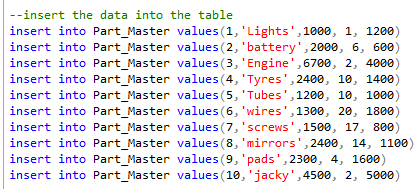 --insert the data into the table
insert into Part_Master values(1,'Lights',1000, 1, 1200)
insert into Part_Master values(2,'battery',2000, 6, 600)
insert into Part_Master values(3,'Engine',6700, 2, 4000)
insert into Part_Master values(4,'Tyres',2400, 10, 1400)
insert into Part_Master values(5,'Tubes',1200, 10, 1000)
insert into Part_Master values(6,'wires',1300, 20, 1800)
insert into Part_Master values(7,'screws',1500, 17, 800)
insert into Part_Master values(8,'mirrors',2400, 14, 1100)
insert into Part_Master values(9,'pads',2300, 4, 1600)
insert into Part_Master values(10,'jacky',4500, 2, 5000)